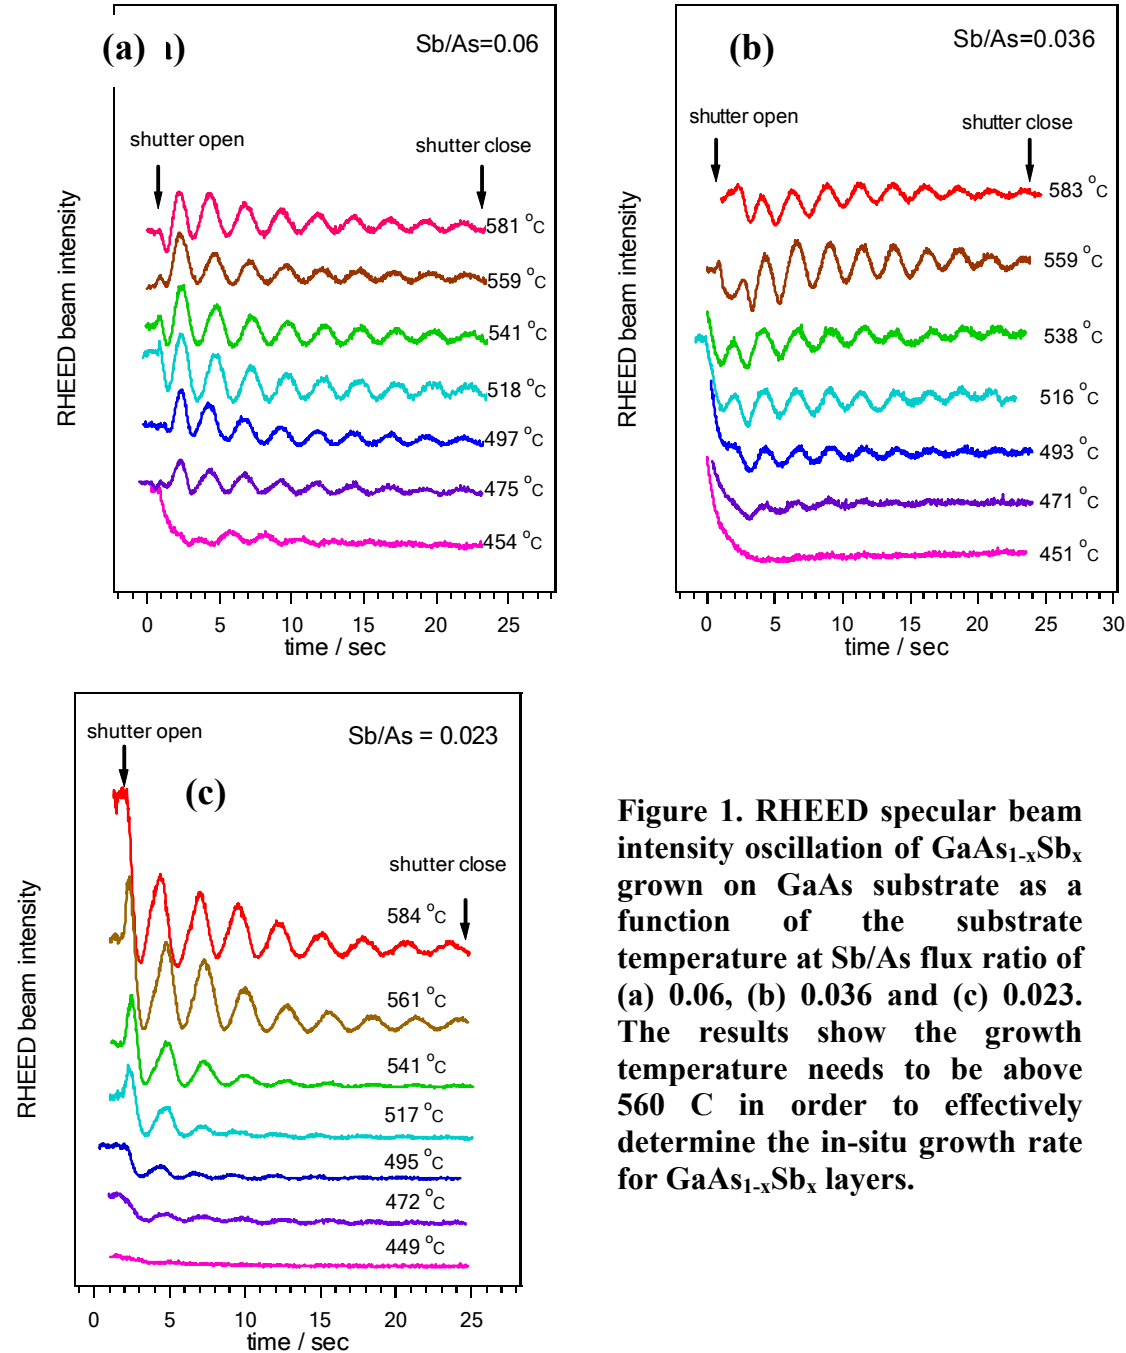 (a) ı)
Sb/As=0.06
shutter open
shutter close
RHEED beam intensity
581 °C
559 °C
541 °C
518 °C
497 °C
475 °C
454 °C
0 5 10 15 20 25
time / sec
(b)
Sb/As=0.036
shutter open
shutter close
RHEED beam intensity
583 °C
559 °C
538 °C
516 °C
493 °C
471 °C
451 °C
0 5 10 15 20 25 30
time / sec
shutter open
Sb/As = 0.023
(c)
shutter close
RHEED beam intensity
584 °C
561 °C
541 °C
517 °C
495 °C
472 °C
449 °C
0 5 10 15 20 25
time / sec
Figure 1. RHEED specular beam
intensity oscillation of GaAs₁₋ₓSbₓ
grown on GaAs substrate as a
function of the substrate
temperature at Sb/As flux ratio of
(a) 0.06, (b) 0.036 and (c) 0.023.
The results show the growth
temperature needs to be above
560 C in order to effectively
determine the in-situ growth rate
for GaAs₁₋ₓSbₓ layers.